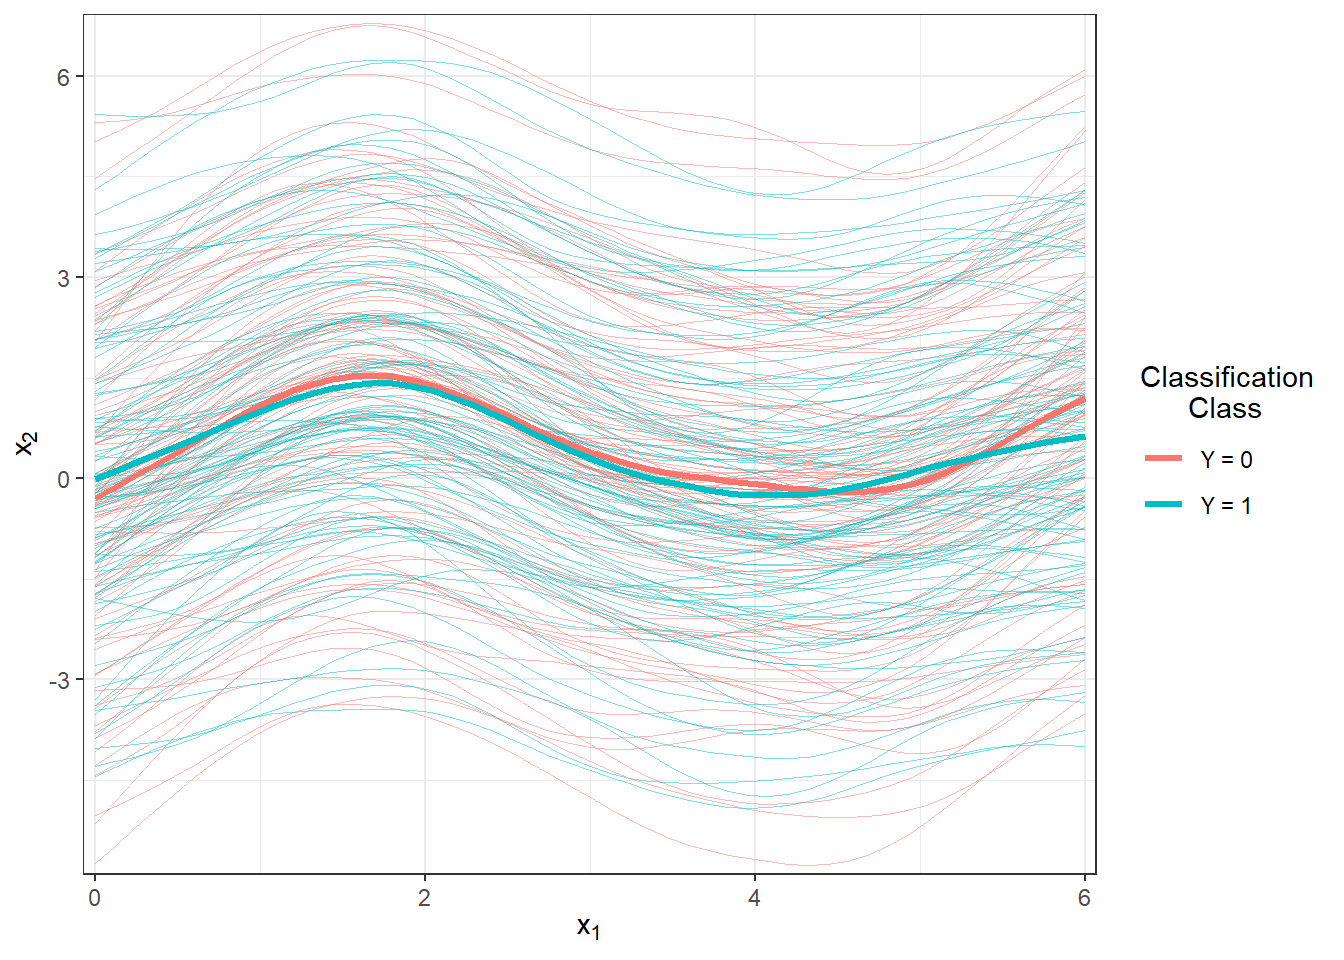 6
3
0
-3
x₂
0
2
4
6
x₁
Classification
Class
Y = 0
Y = 1